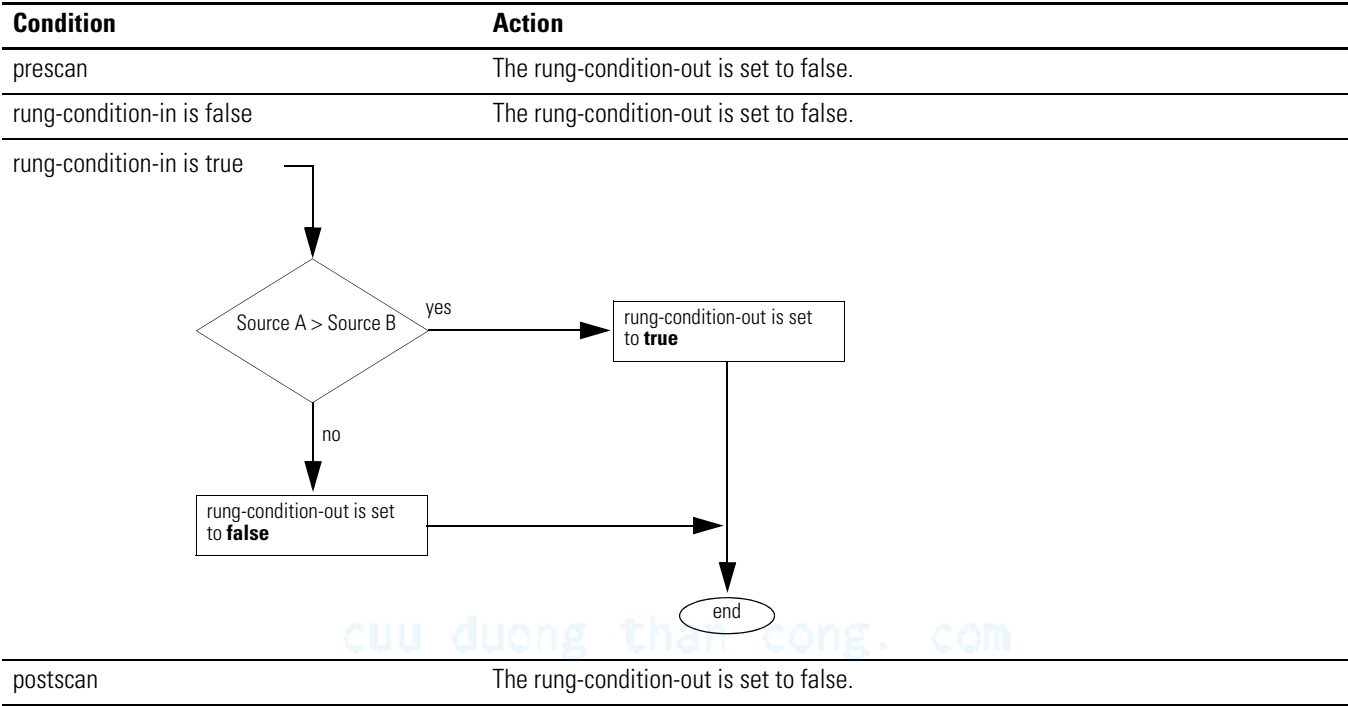 Condition Action
prescan The rung-condition-out is set to false.
rung-condition-in is false The rung-condition-out is set to false.
rung-condition-in is true
Source A > Source B
yes
rung-condition-out is set
to true
no
rung-condition-out is set
to false
end
cuu duong than cong. com
postscan The rung-condition-out is set to false.